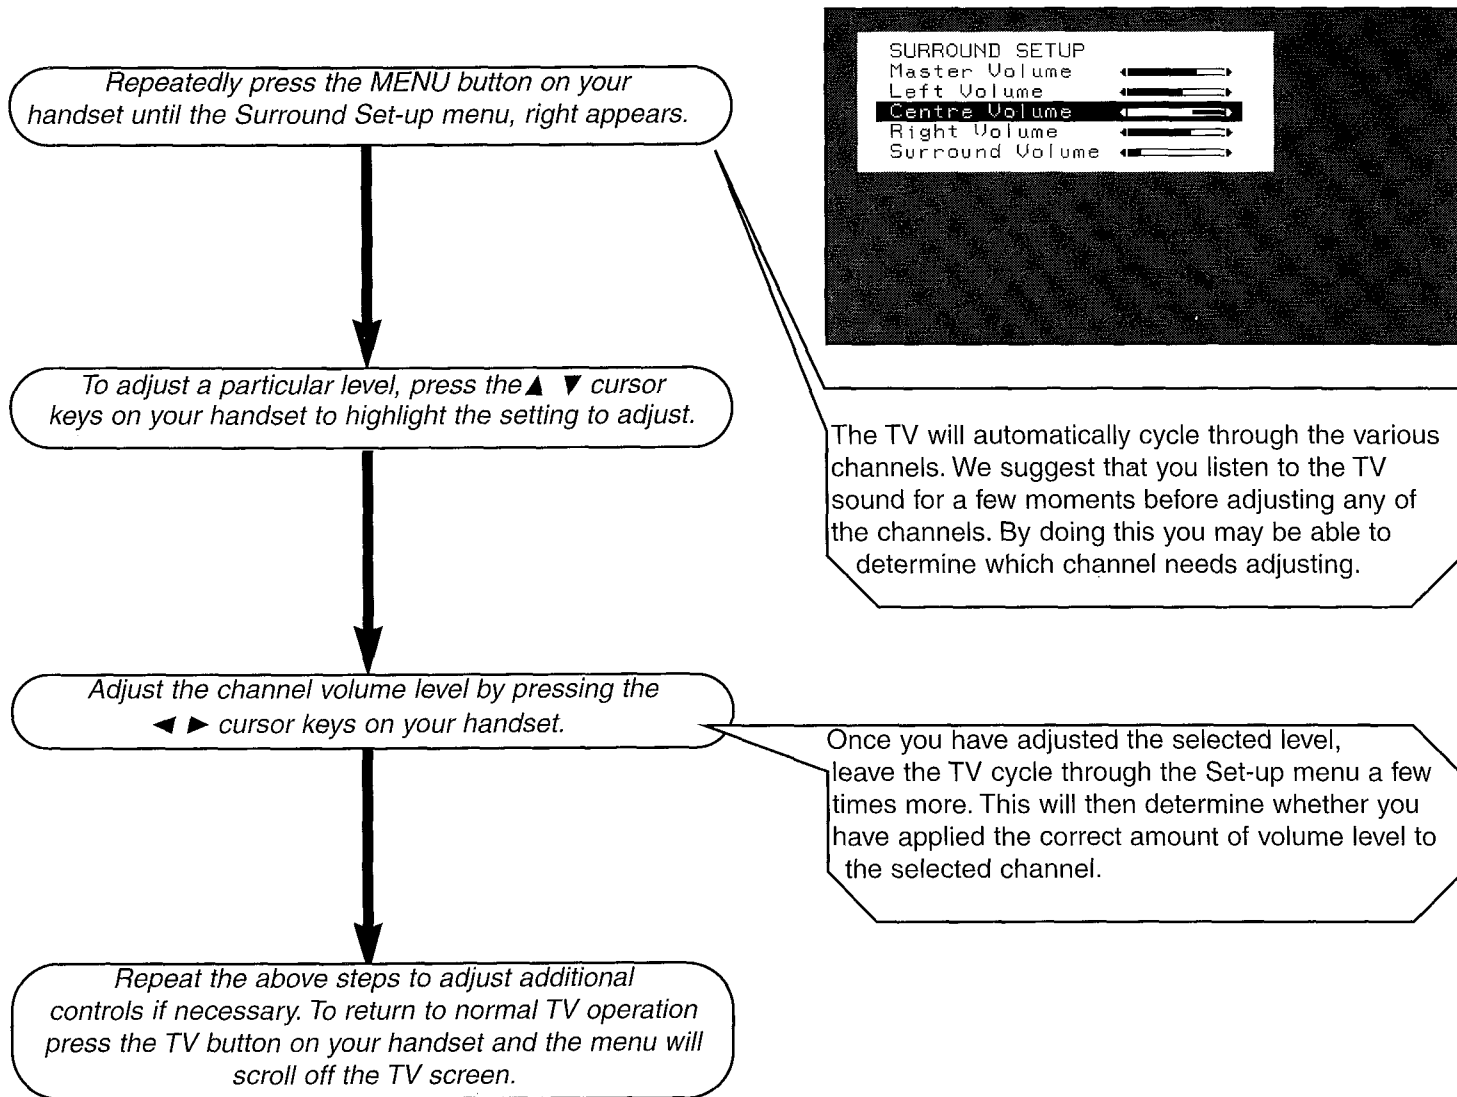 Repeatedly press the MENU button on your
handset until the Surround Set-up menu, right appears.
SURROUND SETUP
Master Volume
Left Volume
Centre Volume
Right Volume
Surround Volume
To adjust a particular level, press the ▲ ▼ cursor
keys on your handset to highlight the setting to adjust.
The TV will automatically cycle through the various
channels. We suggest that you listen to the TV
sound for a few moments before adjusting any of
the channels. By doing this you may be able to
determine which channel needs adjusting.
Adjust the channel volume level by pressing the
◄ ► cursor keys on your handset.
Once you have adjusted the selected level,
leave the TV cycle through the Set-up menu a few
times more. This will then determine whether you
have applied the correct amount of volume level to
the selected channel.
Repeat the above steps to adjust additional
controls if necessary. To return to normal TV operation
press the TV button on your handset and the menu will
scroll off the TV screen.